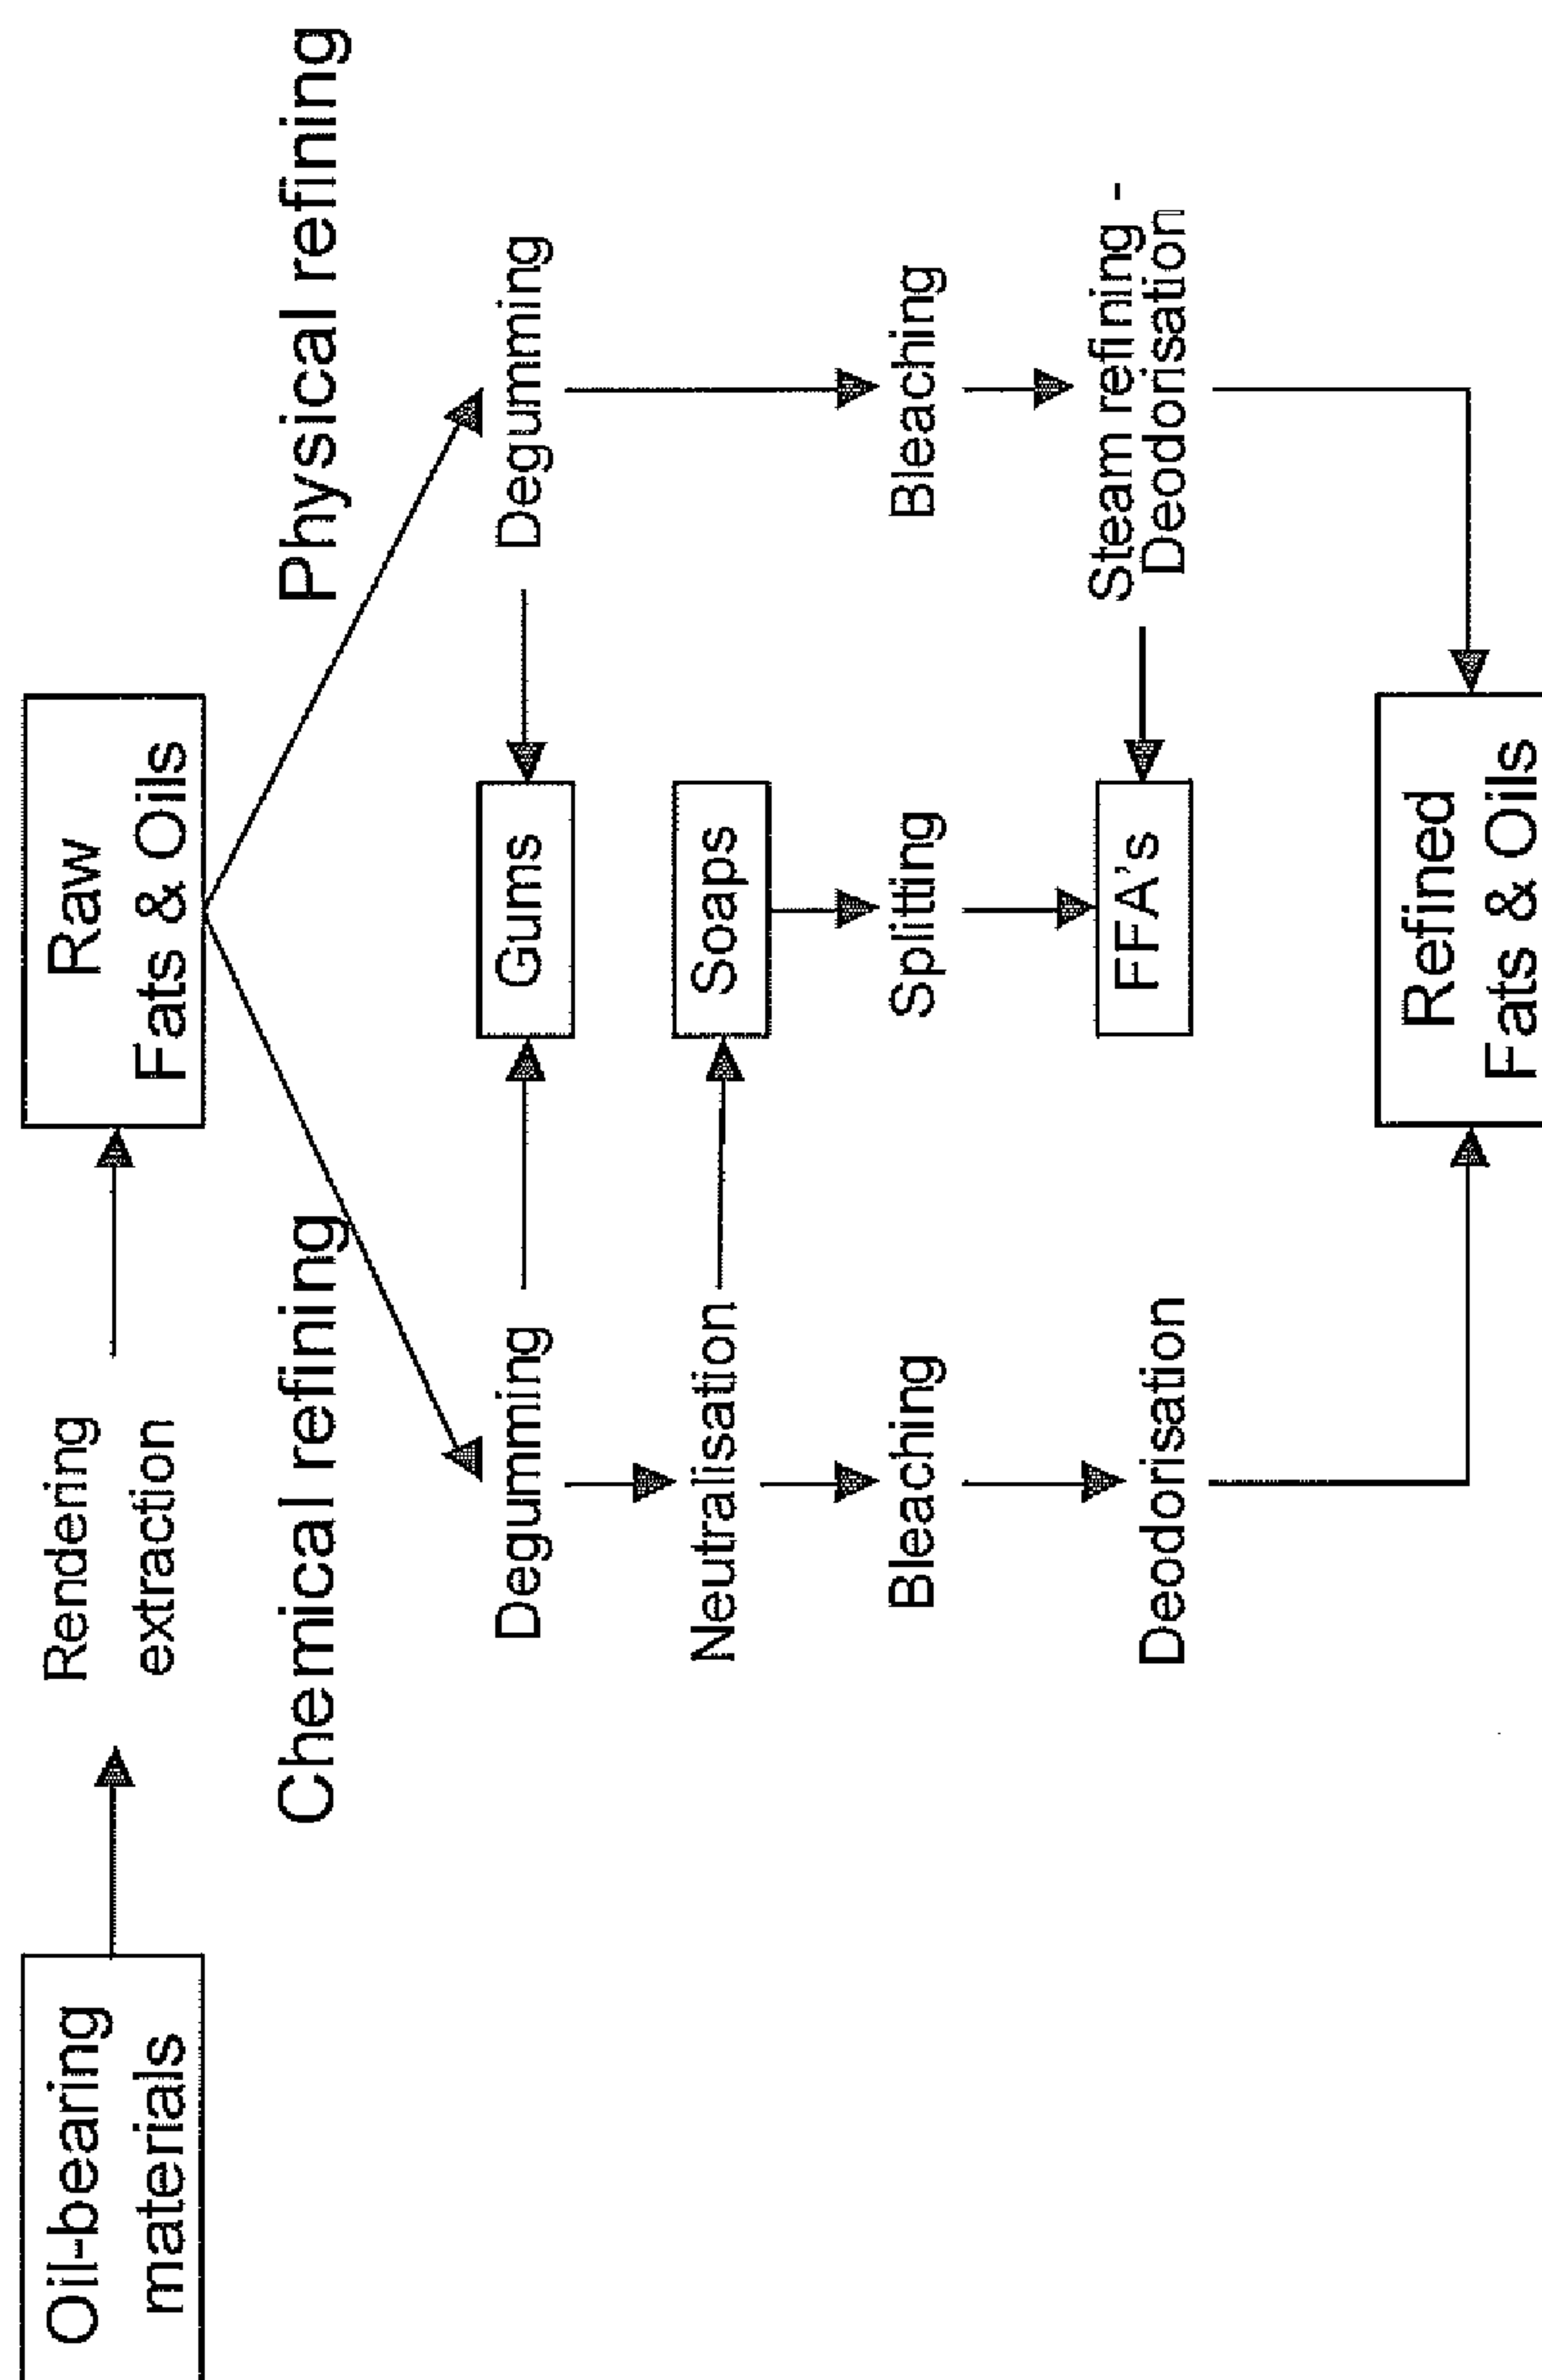 Oil-bearing
materials
Rendering
extraction
Raw
Fats & Oils
Chemical refining
Physical refining
Degumming
Gums
Degumming
Neutralisation
Soaps
Bleaching
Splitting
Bleaching
Deodorisation
FFA's
Steam refining -
Deodorisation
Refined
Fats & Oils